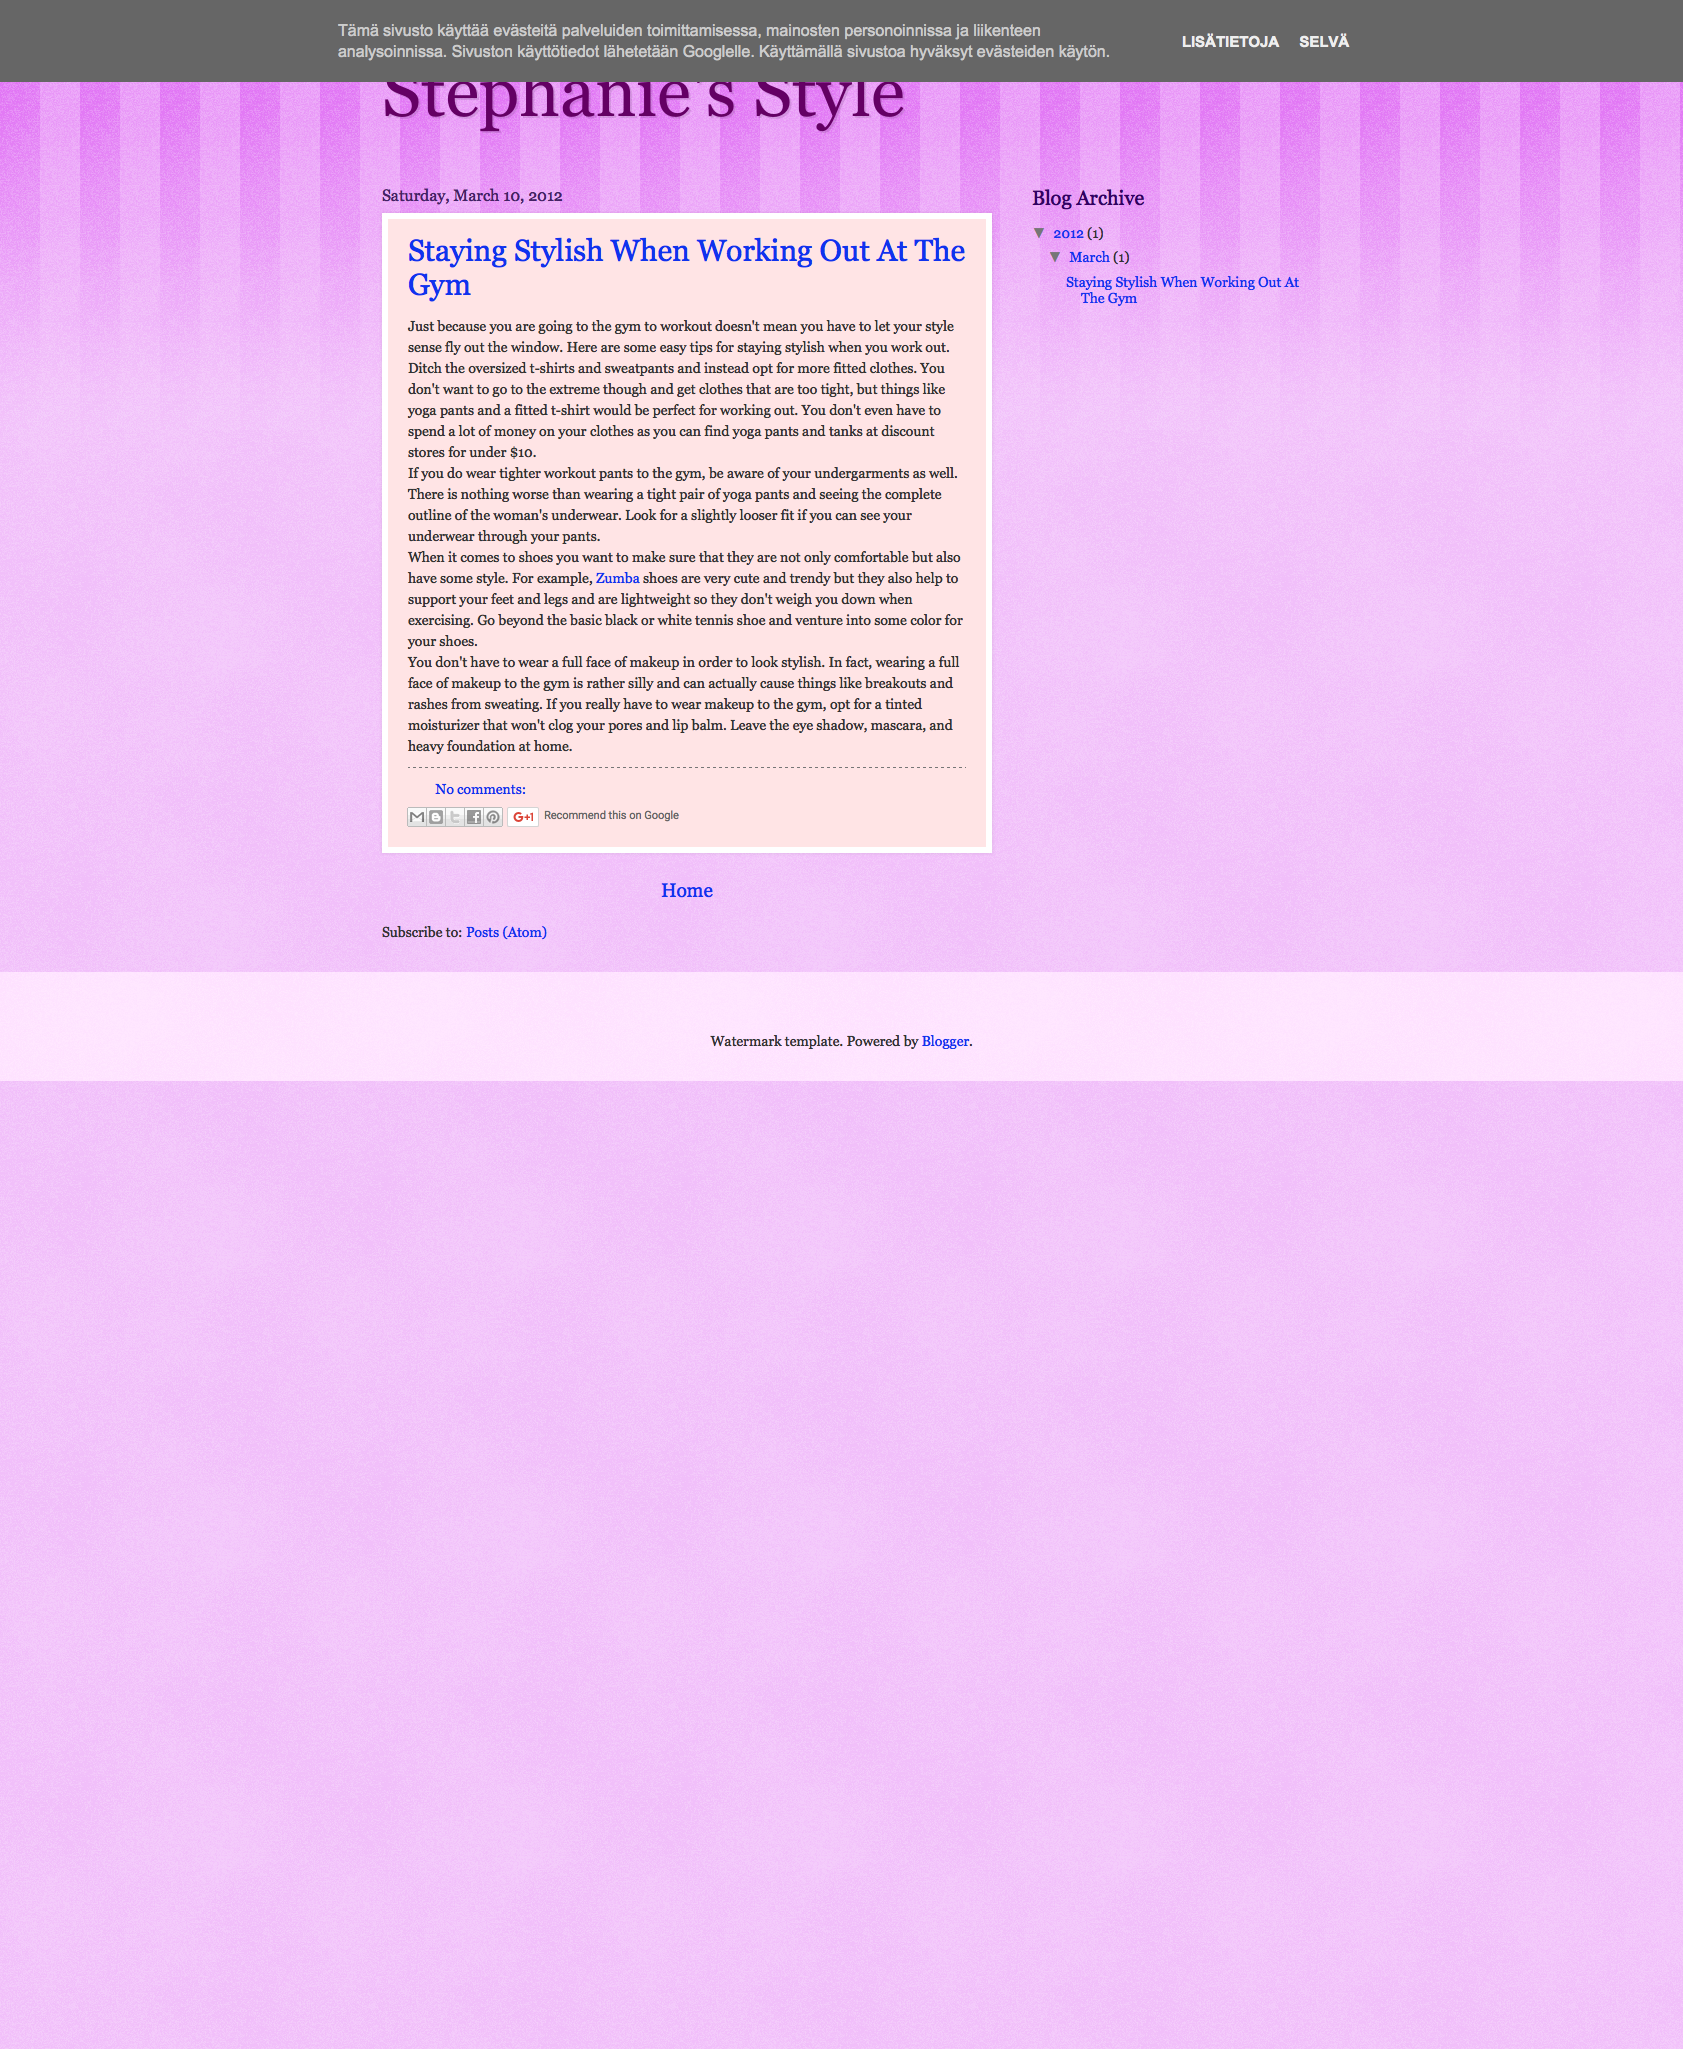 Tämä sivusto käyttää evästeitä palveluiden toimittamisessa, mainosten personoinnissa ja liikenteen
analysoinnissa. Sivuston käyttötiedot lähetetään Googlelle. Käyttämällä sivustoa hyväksyt evästeiden käytön.
LISÄTIETOJA SELVÄ
Stephanie's Style
Saturday, March 10, 2012
Staying Stylish When Working Out At The
Gym
Just because you are going to the gym to workout doesn't mean you have to let your style
sense fly out the window. Here are some easy tips for staying stylish when you work out.
Ditch the oversized t-shirts and sweatpants and instead opt for more fitted clothes. You
don't want to go to the extreme though and get clothes that are too tight, but things like
yoga pants and a fitted t-shirt would be perfect for working out. You don't even have to
spend a lot of money on your clothes as you can find yoga pants and tanks at discount
stores for under $10.
If you do wear tighter workout pants to the gym, be aware of your undergarments as well.
There is nothing worse than wearing a tight pair of yoga pants and seeing the complete
outline of the woman's underwear. Look for a slightly looser fit if you can see your
underwear through your pants.
When it comes to shoes you want to make sure that they are not only comfortable but also
have some style. For example, Zumba shoes are very cute and trendy but they also help to
support your feet and legs and are lightweight so they don't weigh you down when
exercising. Go beyond the basic black or white tennis shoe and venture into some color for
your shoes.
You don't have to wear a full face of makeup in order to look stylish. In fact, wearing a full
face of makeup to the gym is rather silly and can actually cause things like breakouts and
rashes from sweating. If you really have to wear makeup to the gym, opt for a tinted
moisturizer that won't clog your pores and lip balm. Leave the eye shadow, mascara, and
heavy foundation at home.
No comments:
G+1 Recommend this on Google
Home
Subscribe to: Posts (Atom)
Blog Archive
▼ 2012 (1)
▼ March (1)
Staying Stylish When Working Out At
The Gym
Watermark template. Powered by Blogger.